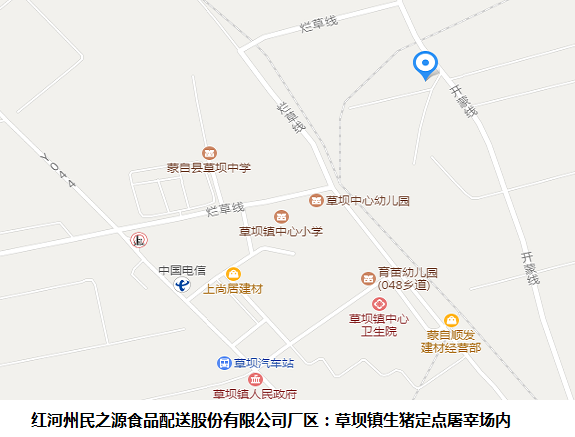 烂草线
开蒙线
烂草线
Y044
蒙自县草坝中学
草坝中心幼儿园
烂草线
草坝镇中心小学
开蒙线
中国电信
育苗幼儿园
(048乡道)
上尚居建材
草坝镇中心
卫生院
蒙自顺发
建材经营部
草坝汽车站
草坝镇人民政府
红河州民之源食品配送股份有限公司厂区：草坝镇生猪定点屠宰场内